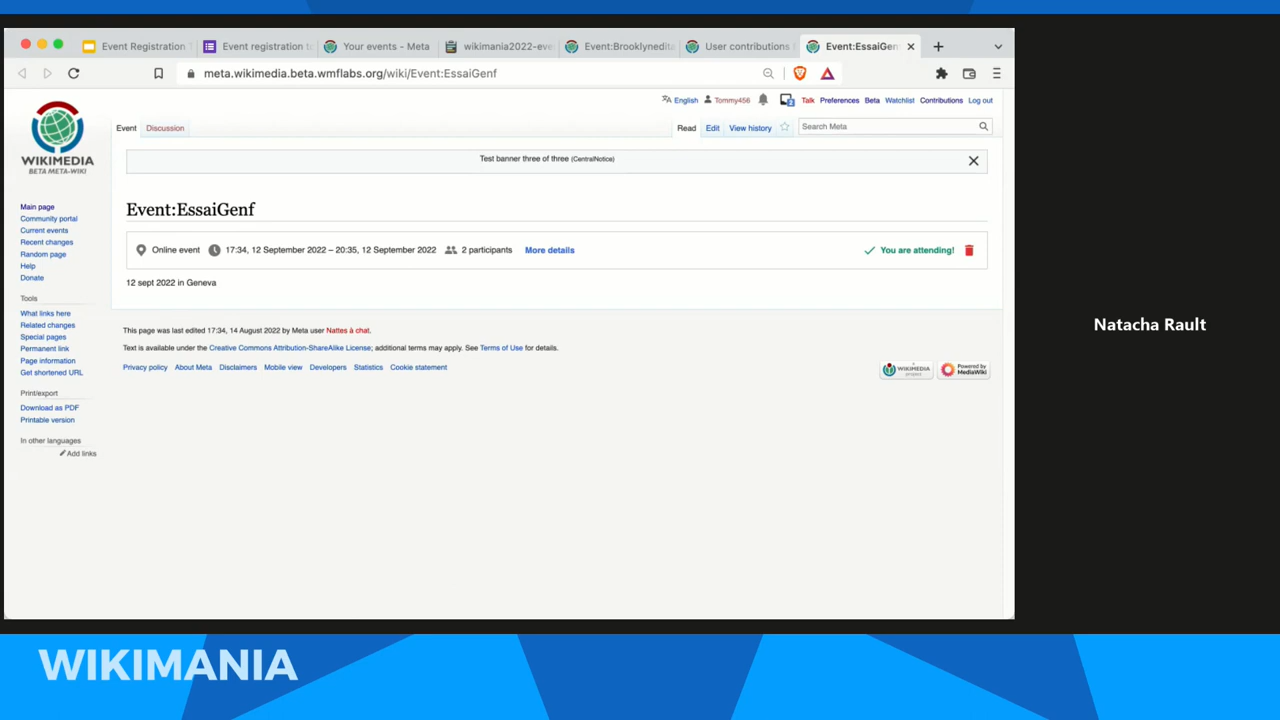 Event Registration
Event registration t
Your events - Meta
wikimania2022-eve
Event:Brooklynedita
User contributions
Event:EssaiGen
meta.wikimedia.beta.wmflabs.org/wiki/Event:EssaiGenf
English
Tommy456
Talk
Preferences
Beta
Watchlist
Contributions
Log out
WIKIMEDIA
BETA META-WIKI
Event
Discussion
Read
Edit
View history
Search Meta
Test banner three of three (CentralNotice)
Event:EssaiGenf
Online event
17:34, 12 September 2022 – 20:35, 12 September 2022
2 participants
More details
You are attending!
12 sept 2022 in Geneva
Main page
Community portal
Current events
Recent changes
Random page
Help
Donate
Tools
What links here
Related changes
Special pages
Permanent link
Page information
Get shortened URL
Print/export
Download as PDF
Printable version
In other languages
Add links
This page was last edited 17:34, 14 August 2022 by Meta user Nattes à chat.
Text is available under the Creative Commons Attribution-ShareAlike License; additional terms may apply. See Terms of Use for details.
Privacy policy
About Meta
Disclaimers
Mobile view
Developers
Statistics
Cookie statement
WIKIMEDIA
project
Powered by
MediaWiki
Natacha Rault
WIKIMANIA